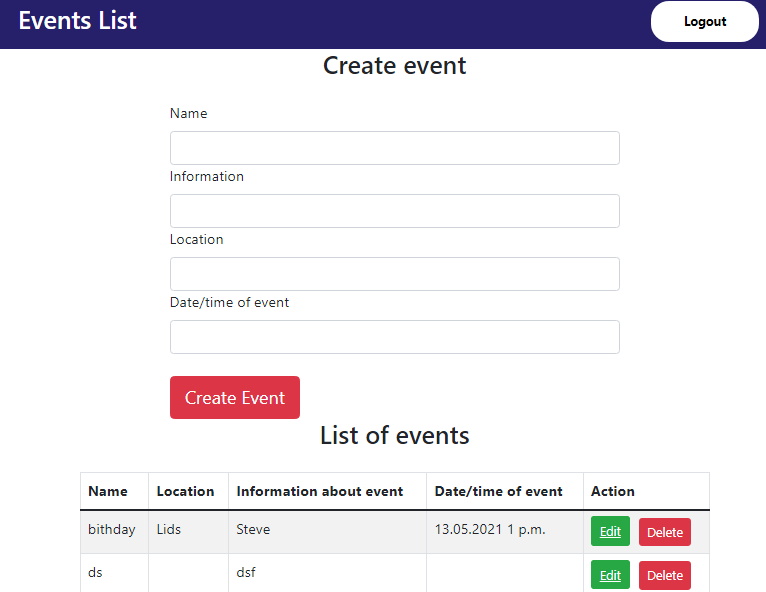 Events List
Logout
Create event
Name
Information
Location
Date/time of event
Create Event
List of events
Name Location Information about event Date/time of event Action
bithday Lids Steve 13.05.2021 1 p.m. Edit Delete
ds dsf Edit Delete